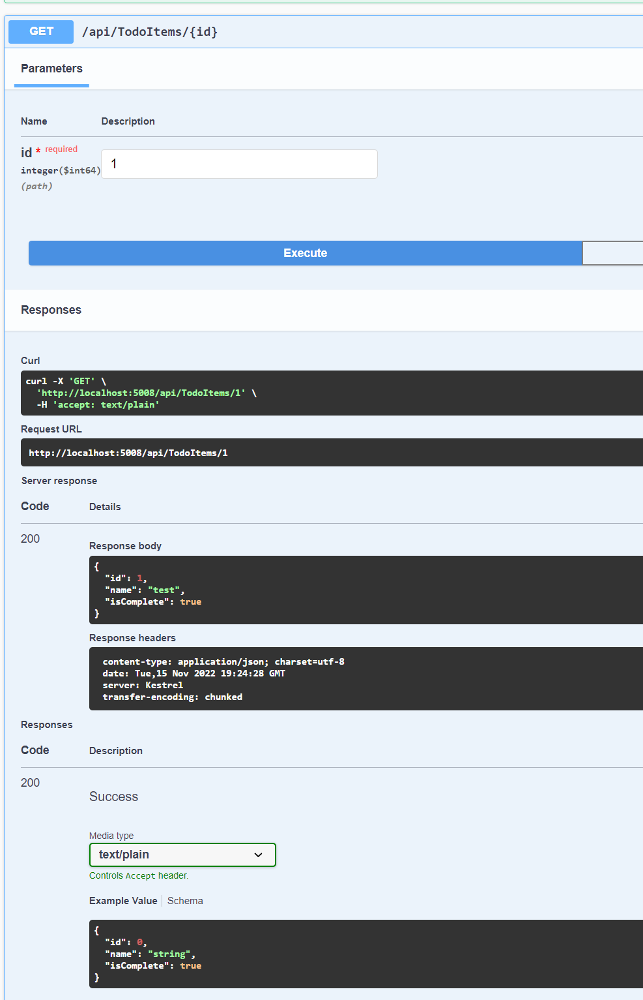 GET /api/TodoItems/{id}
Parameters
Name Description
id * required
integer($int64)
(path)
1
Execute
Responses
Curl
curl -X 'GET' \
'http://localhost:5008/api/TodoItems/1' \
-H 'accept: text/plain'
Request URL
http://localhost:5008/api/TodoItems/1
Server response
Code Details
200
Response body
{
"id": 1,
"name": "test",
"isComplete": true
}
Response headers
content-type: application/json; charset=utf-8
date: Tue,15 Nov 2022 19:24:28 GMT
server: Kestrel
transfer-encoding: chunked
Responses
Code Description
200
Success
Media type
text/plain
Controls Accept header.
Example Value Schema
{
"id": 0,
"name": "string",
"isComplete": true
}